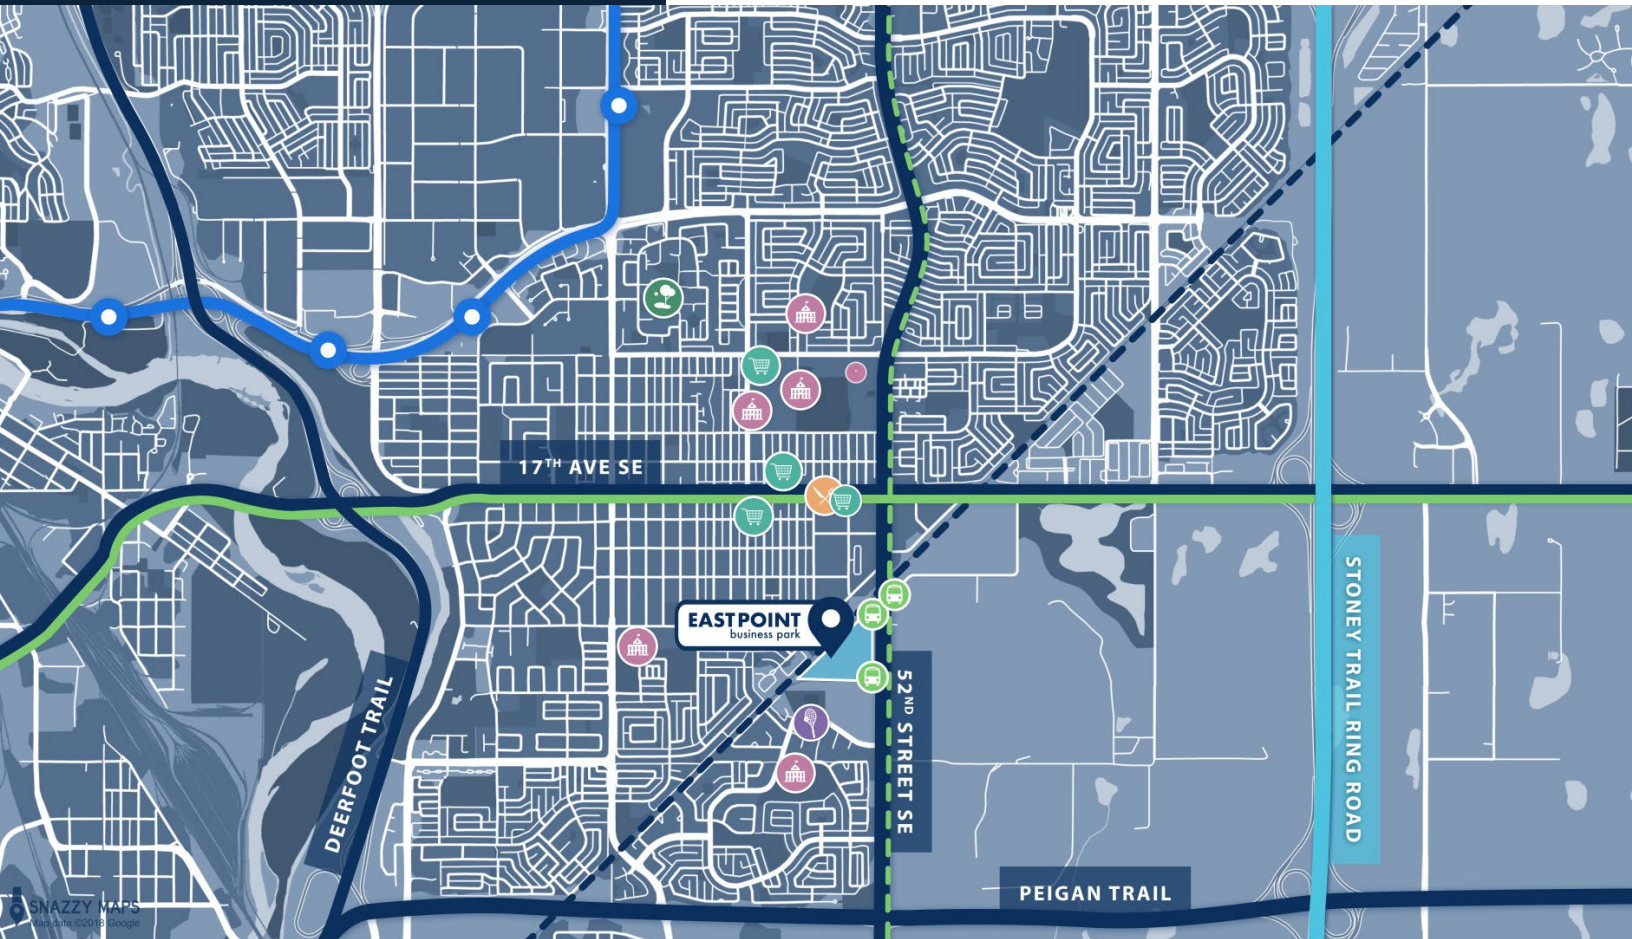 17TH AVE SE
EASTPOINT
business park
DEERFOOT TRAIL
52ND STREET SE
STONEY TRAIL RING ROAD
PEIGAN TRAIL
SNAZZY MAPS
Map data ©2018 Google